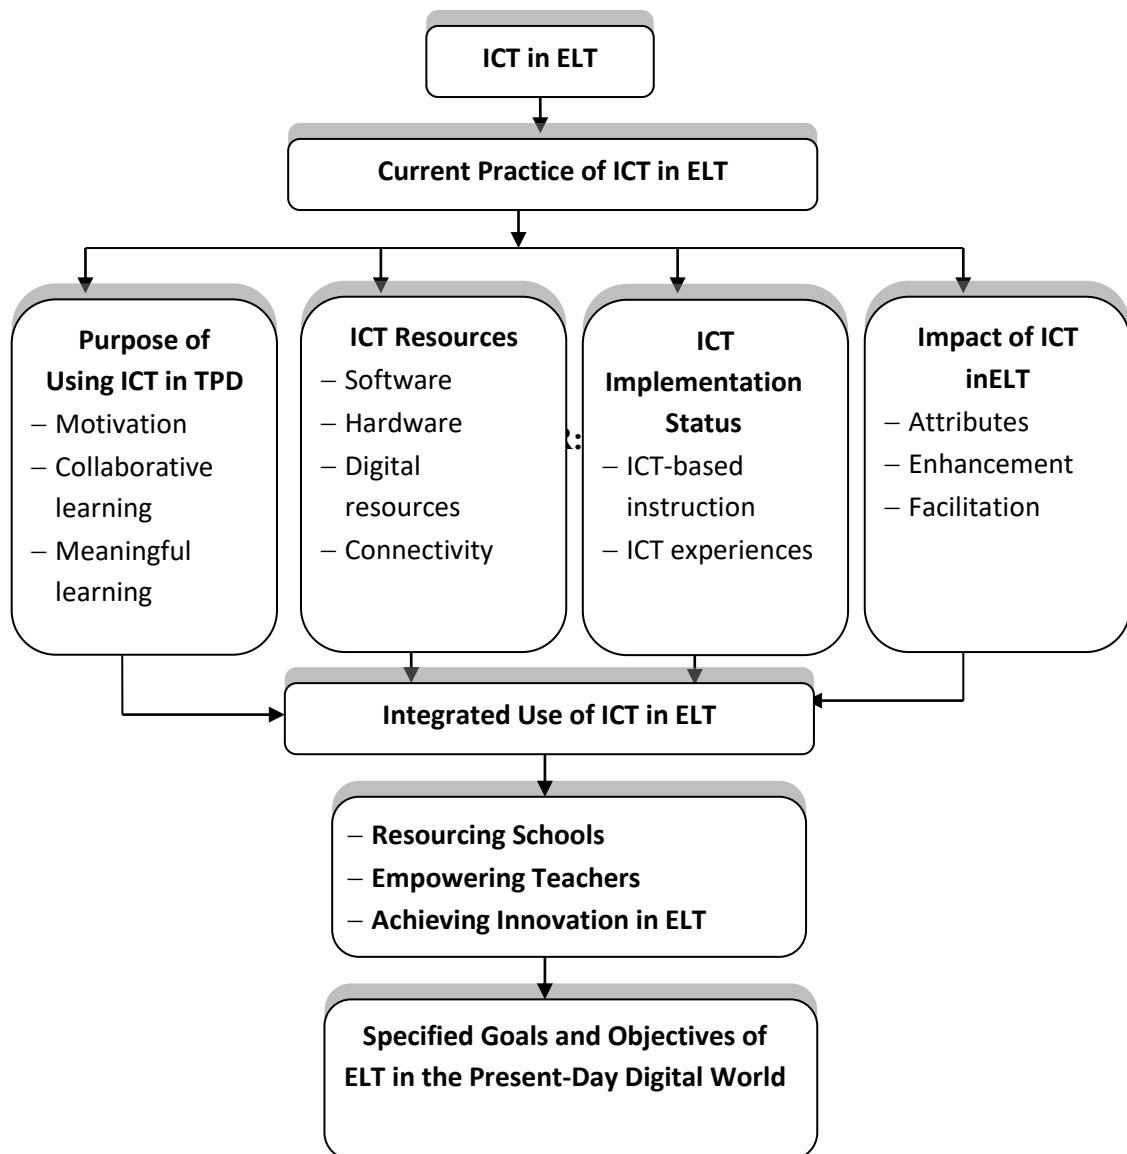 ICT in ELT
Current Practice of ICT in ELT
Purpose of
Using ICT in TPD
– Motivation
– Collaborative
learning
– Meaningful
learning
ICT Resources
– Software
– Hardware
– Digital
resources
– Connectivity
ICT
Implementation
Status
– ICT-based
instruction
– ICT experiences
Impact of ICT
inELT
– Attributes
– Enhancement
– Facilitation
Integrated Use of ICT in ELT
– Resourcing Schools
– Empowering Teachers
– Achieving Innovation in ELT
Specified Goals and Objectives of
ELT in the Present-Day Digital World